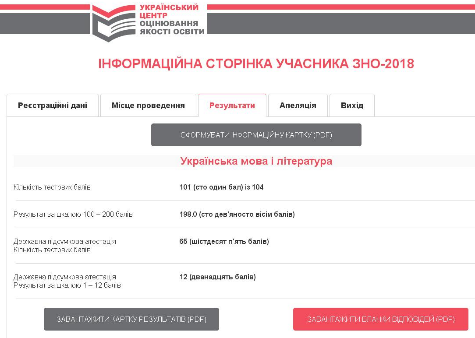 УКРАЇНСЬКИЙ
ЦЕНТР
ОЦІНЮВАННЯ
ЯКОСТІ ОСВІТИ
ІНФОРМАЦІЙНА СТОРІНКА УЧАСНИКА ЗНО-2018
Реєстраційні дані Місце проведення Результати Апеляція Вихід
СФОРМУВАТИ ІНФОРМАЦІЙНУ КАРТКУ (PDF)
Українська мова і література
Кількість тестових балів 101 (сто один бал) із 104
Результат за шкалою 100 – 200 балів 198.0 (сто дев'яносто вісім балів)
Державна підсумкова атестація
Кількість тестових балів 65 (шістдесят п'ять балів)
Державна підсумкова атестація
Результат за шкалою 1 – 12 балів 12 (дванадцять балів)
ЗАВАНТАЖИТИ КАРТКУ РЕЗУЛЬТАТІВ (PDF) ЗАВАНТАЖИТИ БЛАНКИ ВІДПОВІДЕЙ (PDF)